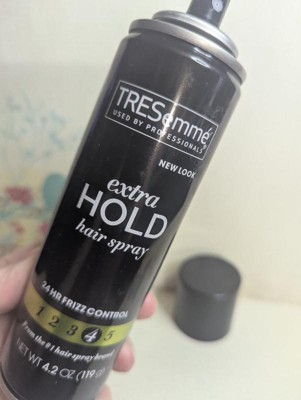 TRESemmé
USED BY PROFESSIONALS
NEW LOOK
extra
HOLD
hair spray
24 HR FRIZZ CONTROL
1 2 3 4 5
From the #1 hair spray brand
NET WT 4.2 OZ (119 G)